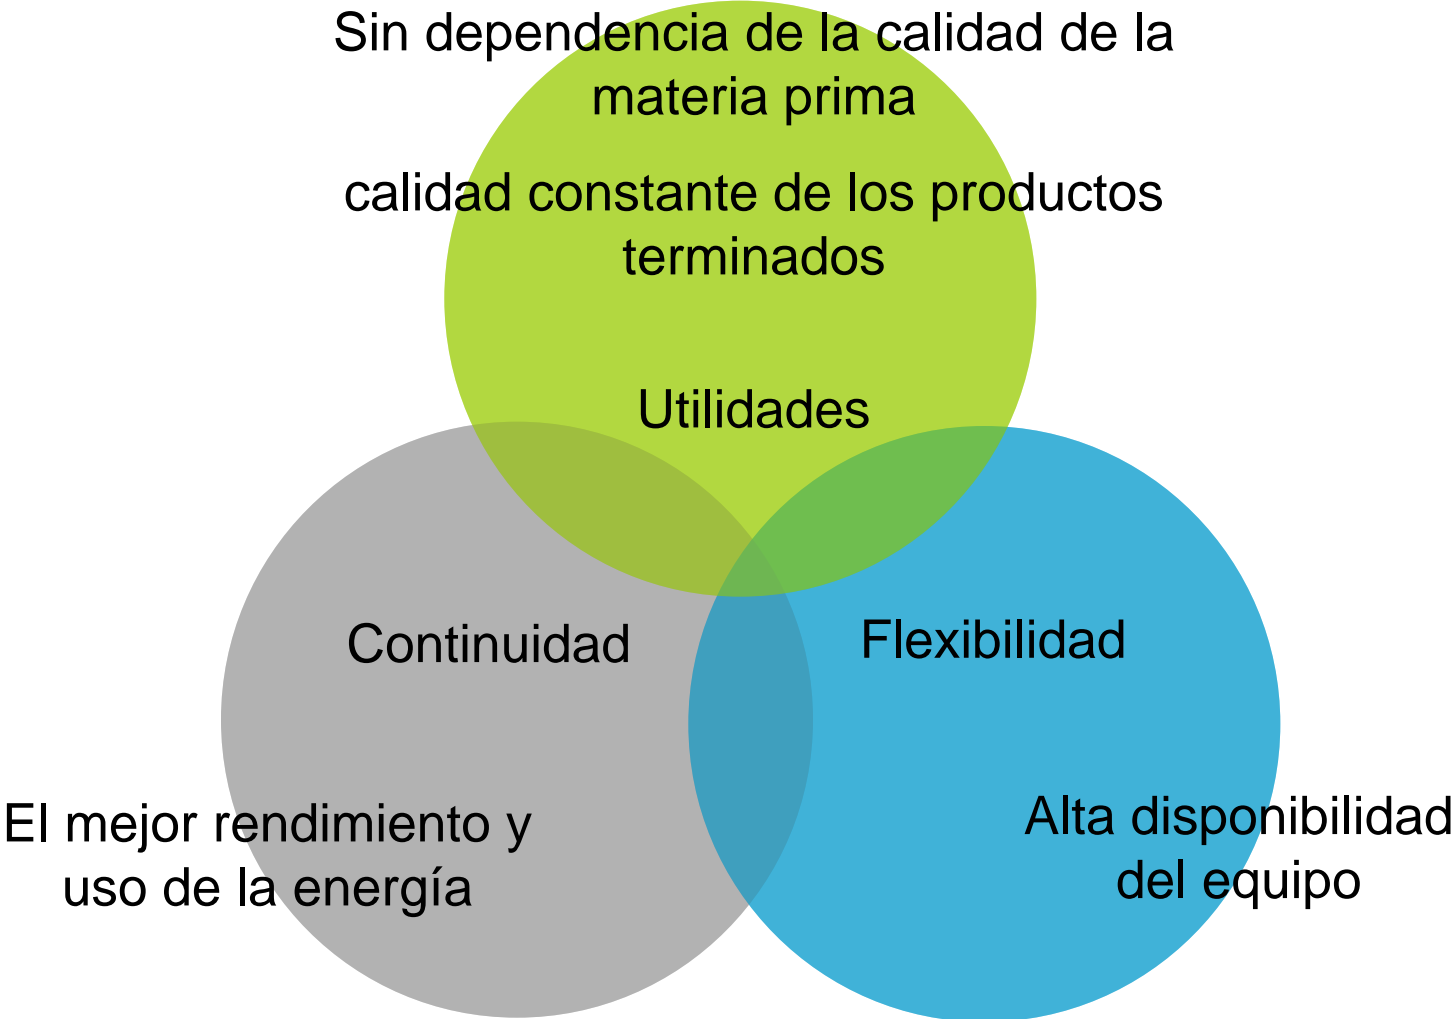 Sin dependencia de la calidad de la
materia prima
calidad constante de los productos
terminados
Utilidades
Continuidad
Flexibilidad
El mejor rendimiento y
uso de la energía
Alta disponibilidad
del equipo